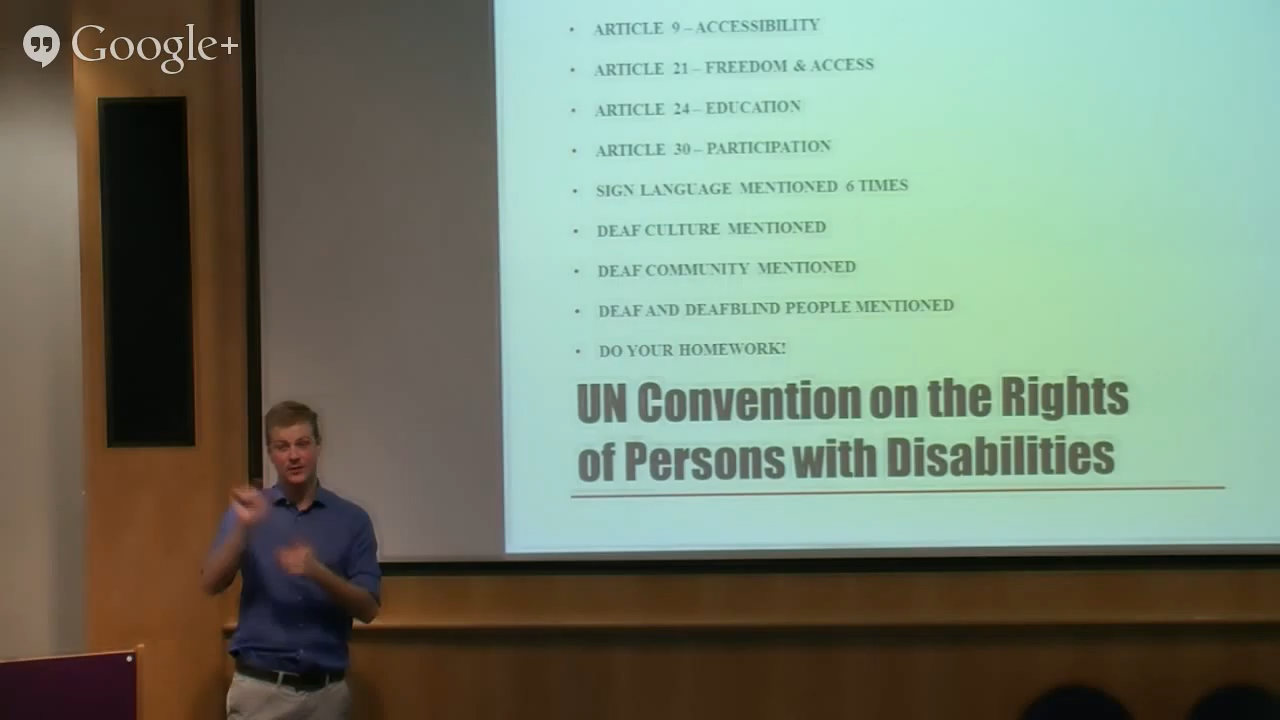 Google+
• ARTICLE 9 – ACCESSIBILITY
• ARTICLE 21 – FREEDOM & ACCESS
• ARTICLE 24 – EDUCATION
• ARTICLE 30 – PARTICIPATION
• SIGN LANGUAGE MENTIONED 6 TIMES
• DEAF CULTURE MENTIONED
• DEAF COMMUNITY MENTIONED
• DEAF AND DEAFBLIND PEOPLE MENTIONED
• DO YOUR HOMEWORK!
UN Convention on the Rights
of Persons with Disabilities